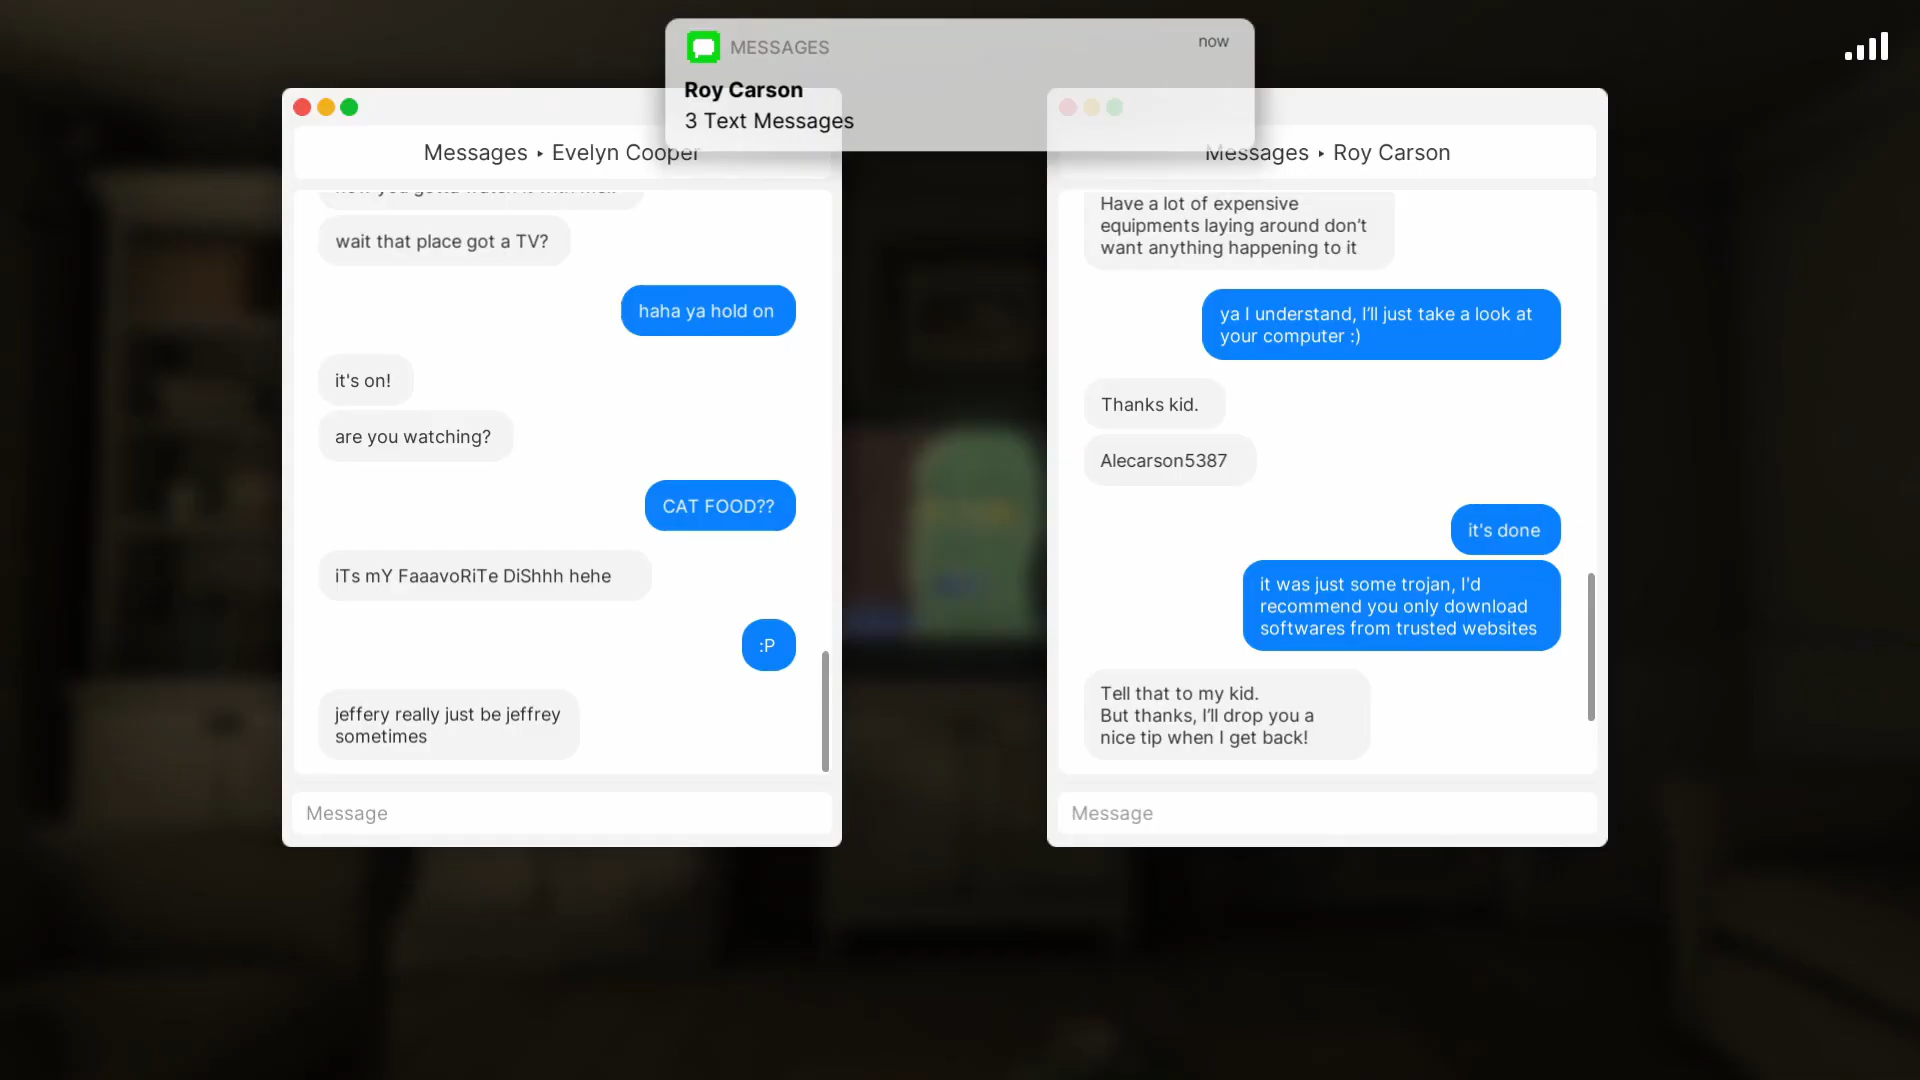 MESSAGES
now
Roy Carson
3 Text Messages
Messages ‣ Evelyn Cooper
wait that place got a TV?
haha ya hold on
it's on!
are you watching?
CAT FOOD??
iTs mY FaaavoRiTe DiShhh hehe
:P
jeffery really just be jeffrey
sometimes
Message
Messages ‣ Roy Carson
Have a lot of expensive
equipments laying around don’t
want anything happening to it
ya I understand, I’ll just take a look at
your computer :)
Thanks kid.
Alecarson5387
it's done
it was just some trojan, I'd
recommend you only download
softwares from trusted websites
Tell that to my kid.
But thanks, I’ll drop you a
nice tip when I get back!
Message